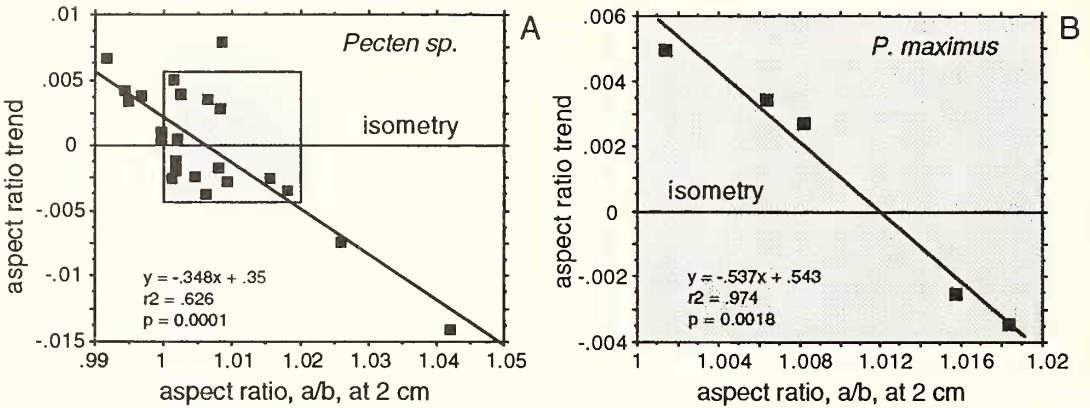 A
Pecten sp.
.01
.005
0
-.005
-.01
-.015
aspect ratio trend
isometry
y = -.348x + .35
r2 = .626
p = 0.0001
.99
1
1.01
1.02
1.03
1.04
1.05
aspect ratio, a/b, at 2 cm
B
P. maximus
.006
.004
.002
0
-.002
-.004
aspect ratio trend
isometry
y = -.537x + .543
r2 = .974
p = 0.0018
1
1.004
1.008
1.012
1.016
1.02
aspect ratio, a/b, at 2 cm